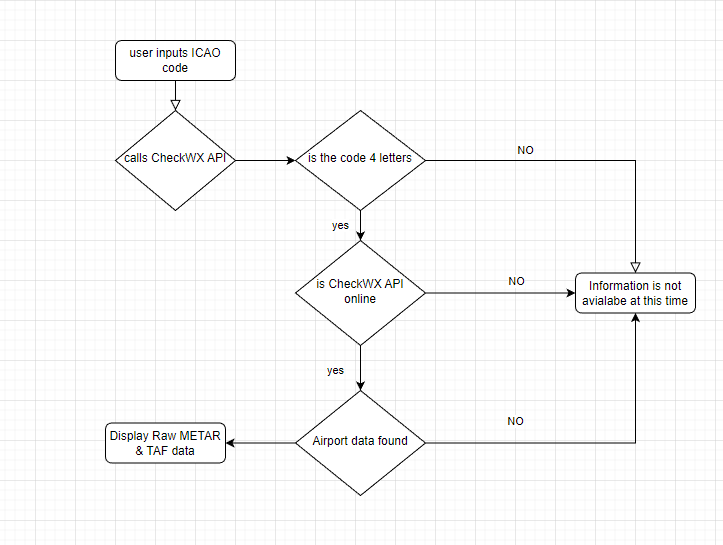 user inputs ICAO
code
calls CheckWX API
is the code 4 letters
NO
yes
is CheckWX API
online
NO
Information is not
avialabe at this time
yes
Airport data found
NO
Display Raw METAR
& TAF data